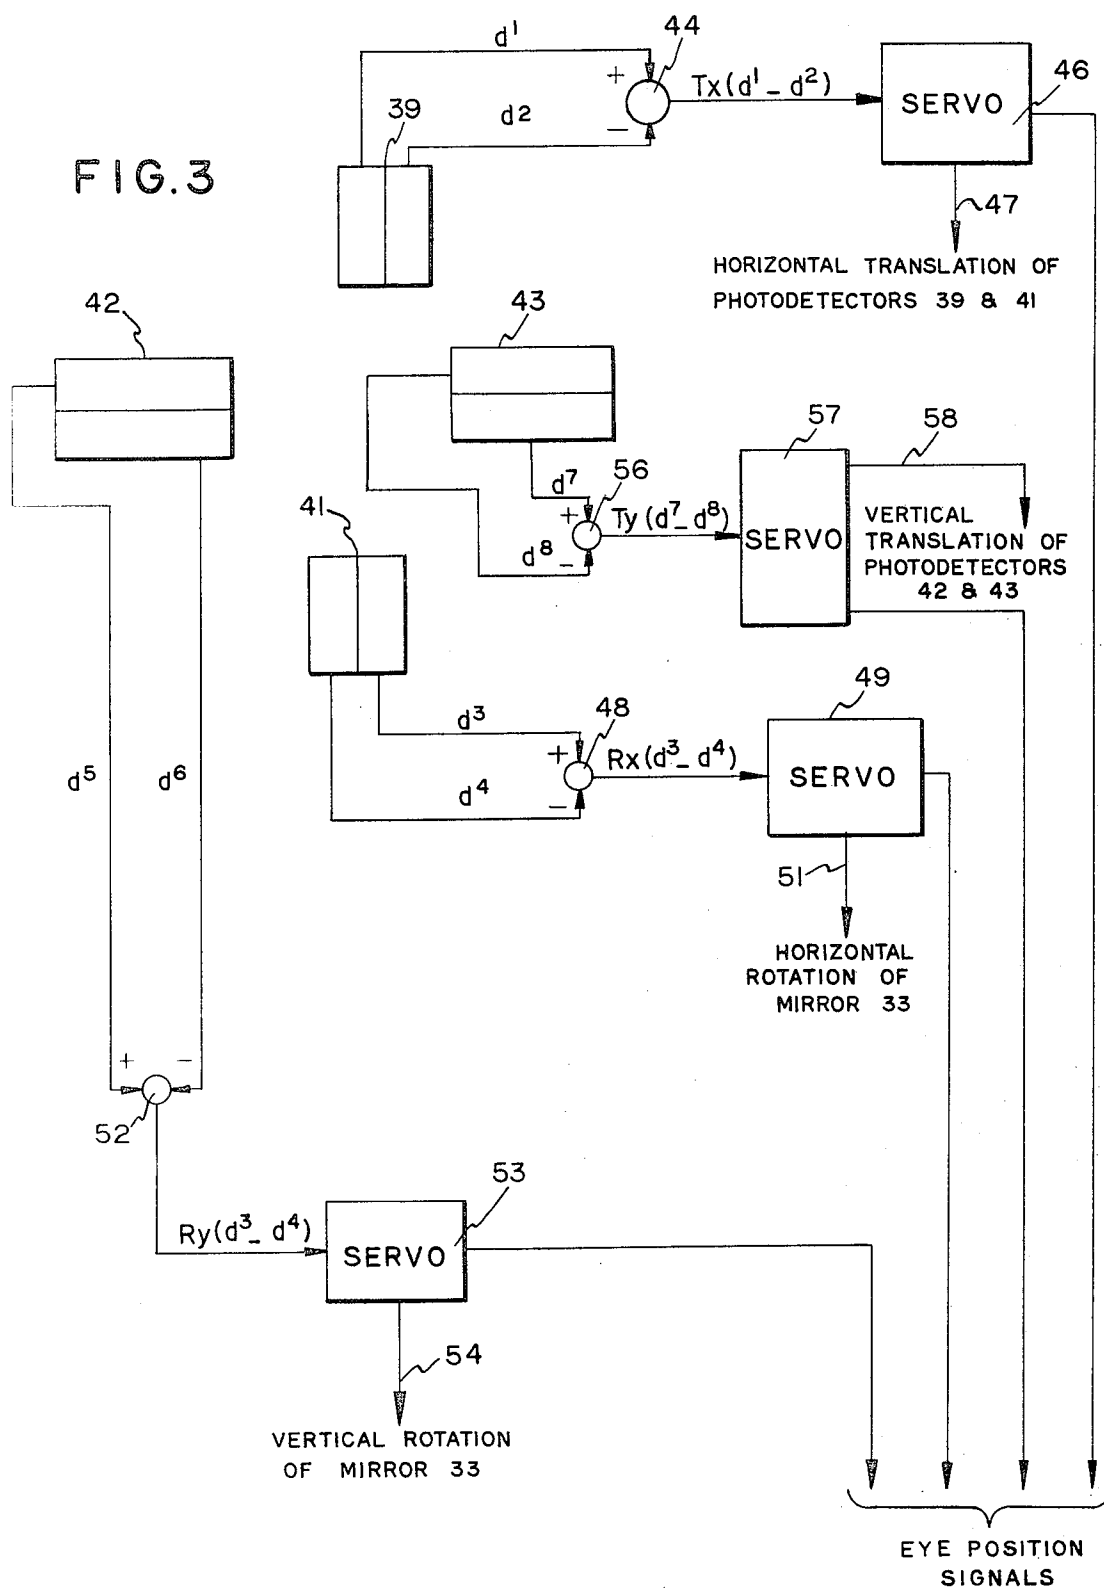 FIG.3
d¹
44
+
d2
39
−
Tx(d¹ − d²)
SERVO
46
47
HORIZONTAL TRANSLATION OF
PHOTODETECTORS 39 & 41
42
43
57
58
d⁷
56
+
Ty(d⁷ − d⁸)
d⁸ −
SERVO
VERTICAL
TRANSLATION OF
PHOTODETECTORS
42 & 43
41
49
d³
48
+
Rx(d³ − d⁴)
SERVO
d⁴
−
d⁵
d⁶
51
HORIZONTAL
ROTATION OF
MIRROR 33
+
−
52
53
Ry(d³ − d⁴)
SERVO
54
VERTICAL ROTATION
OF MIRROR 33
EYE POSITION
SIGNALS